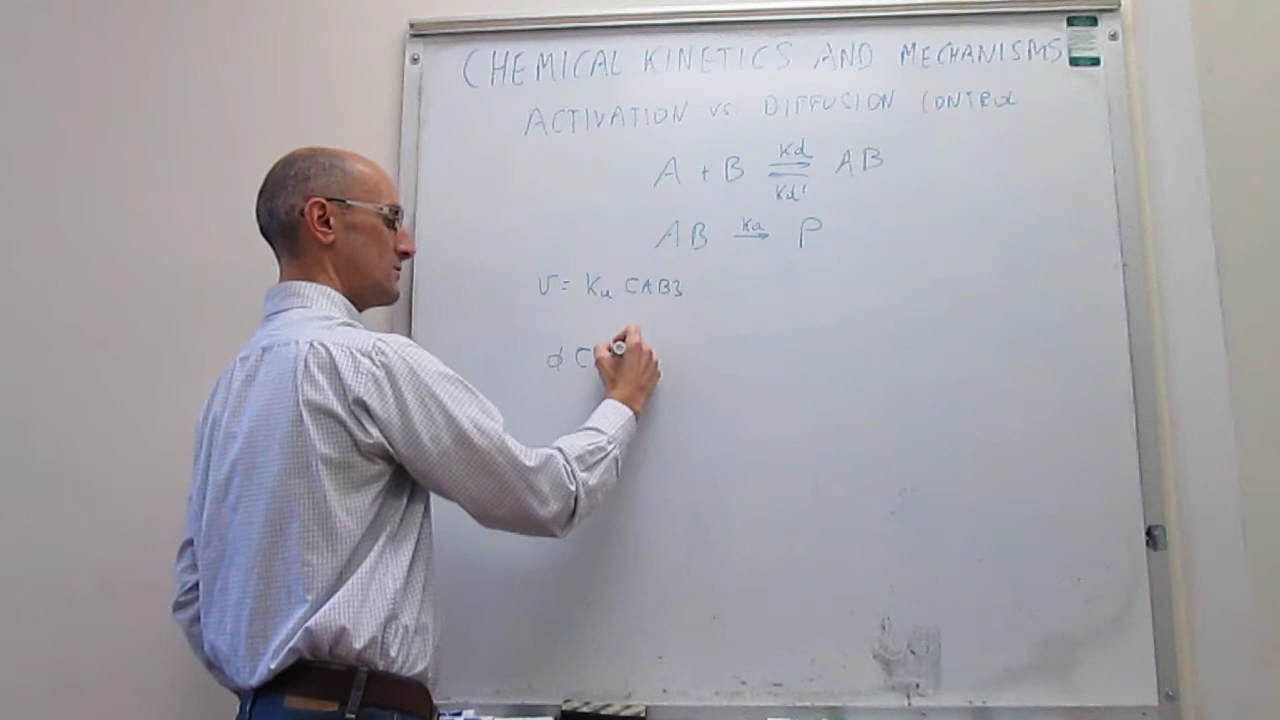 CHEMICAL KINETICS AND MECHANISMS
ACTIVATION VS. DIFFUSION CONTROL
A + B ⇌ AB
Kd
Kd'
AB → P
Ka
v = Ka [AB]